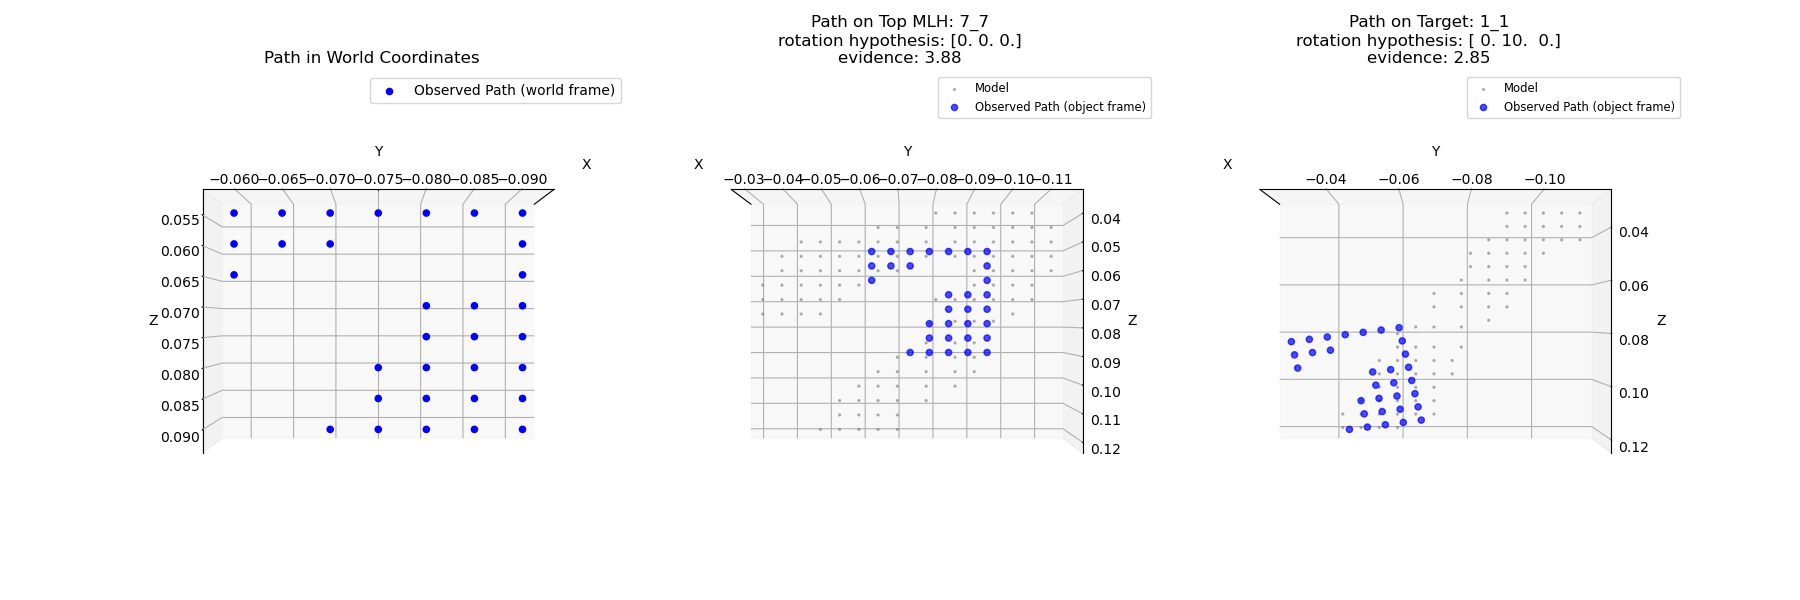 Path in World Coordinates
Observed Path (world frame)
Y
X
−0.060 −0.065 −0.070 −0.075 −0.080 −0.085 −0.090
0.055
0.060
0.065
0.070
0.075
0.080
0.085
0.090
Z
Path on Top MLH: 7_7
rotation hypothesis: [0. 0. 0.]
evidence: 3.88
Model
Observed Path (object frame)
Y
X
−0.03 −0.04 −0.05 −0.06 −0.07 −0.08 −0.09 −0.10 −0.11
0.04
0.05
0.06
0.07
0.08
0.09
0.10
0.11
0.12
Z
Path on Target: 1_1
rotation hypothesis: [ 0. 10.  0.]
evidence: 2.85
Model
Observed Path (object frame)
Y
X
−0.04 −0.06 −0.08 −0.10
0.04
0.06
0.08
0.10
0.12
Z